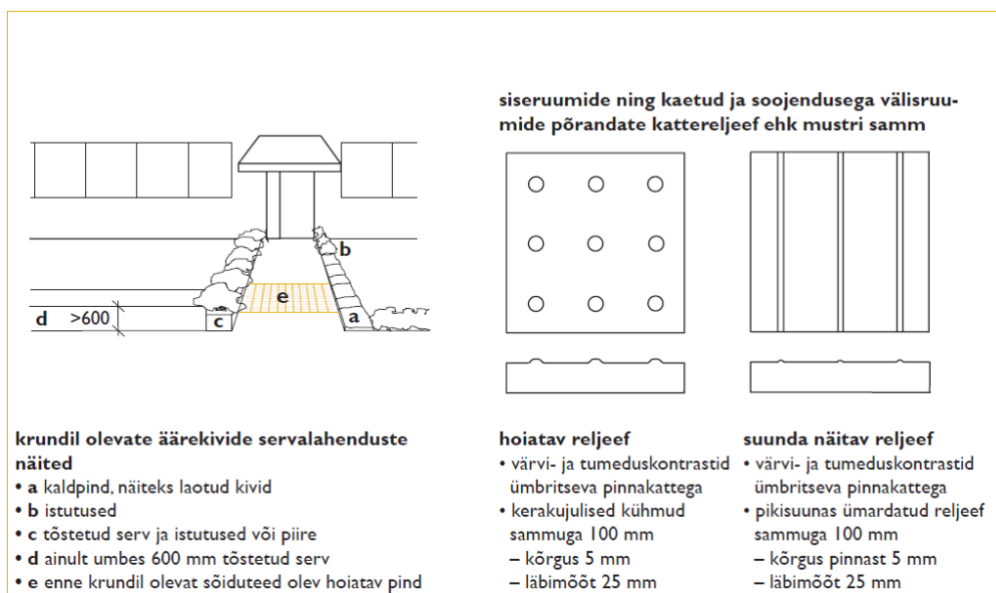 siseruumide ning kaetud ja soojendusega välisruu-
mide põrandate kattereljeef ehk mustri samm
b
e
d >600
c
a
krundil olevate äärekivide servalahenduste
näited
• a kaldpind, näiteks laotud kivid
• b istutused
• c tõstetud serv ja istutused või piire
• d ainult umbes 600 mm tõstetud serv
• e enne krundil olevat sõiduteed olev hoiatav pind
hoiatav reljeef
• värvi- ja tumeduskontrastid
ümbritseva pinnakattega
• kerakujulised kühmud
sammuga 100 mm
– kõrgus 5 mm
– läbimõõt 25 mm
suunda näitav reljeef
• värvi- ja tumeduskontrastid
ümbritseva pinnakattega
• pikisuunas ümardatud reljeef
sammuga 100 mm
– kõrgus pinnast 5 mm
– läbimõõt 25 mm